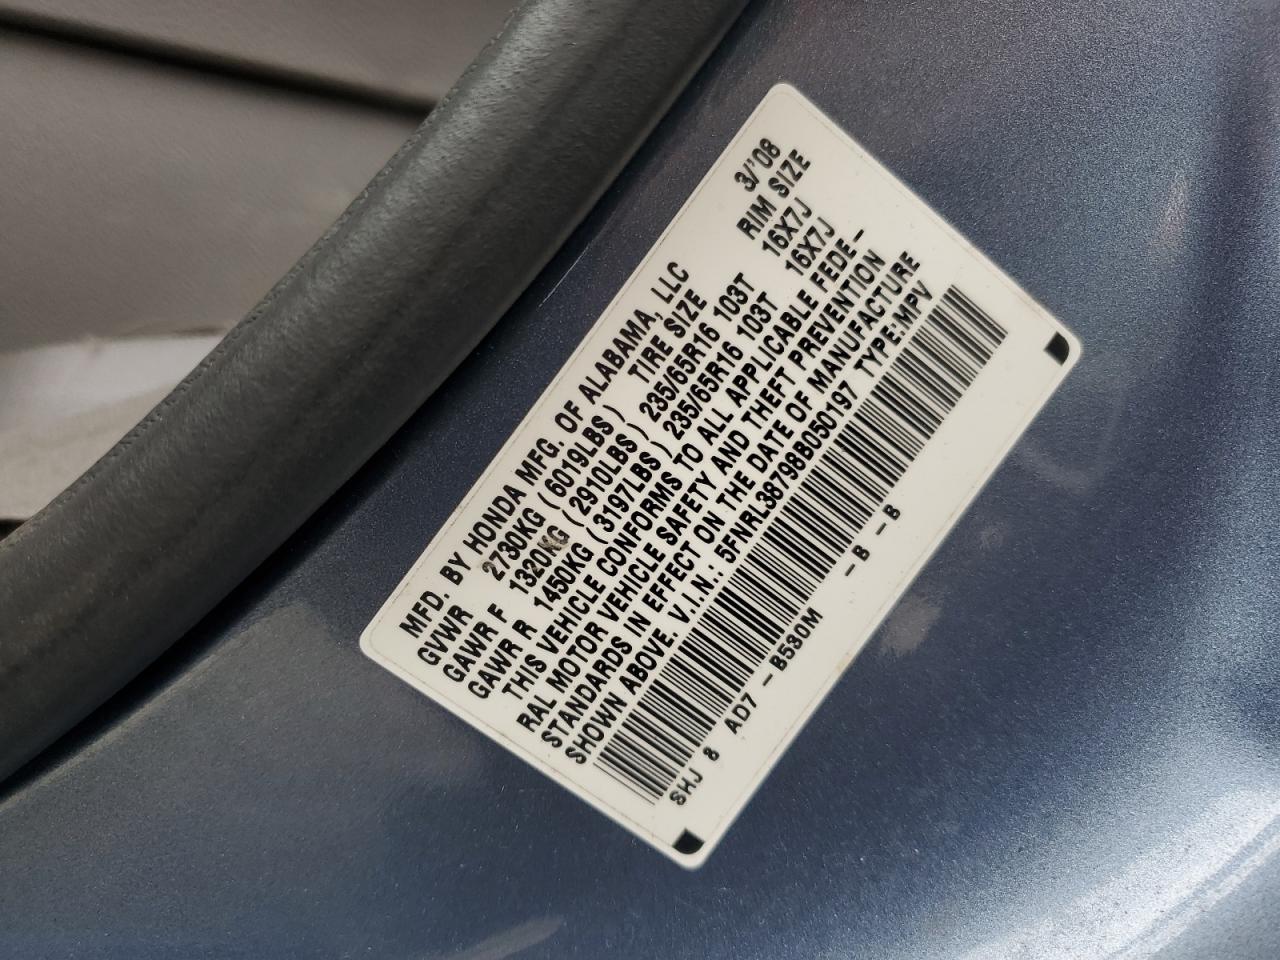 MFD. BY HONDA MFG. OF ALABAMA, LLC 3/'08
GVWR 2730KG (6019LBS) TIRE SIZE RIM SIZE
GAWR F 1320KG (2910LBS) 235/65R16 103T 16X7J
GAWR R 1450KG (3197LBS) 235/65R16 103T 16X7J
THIS VEHICLE CONFORMS TO ALL APPLICABLE FEDE-
RAL MOTOR VEHICLE SAFETY AND THEFT PREVENTION
STANDARDS IN EFFECT ON THE DATE OF MANUFACTURE
SHOWN ABOVE. V.I.N.: 5FNRL38798B050197 TYPE:MPV
SHJ 8 AD7 - B530M - B - B